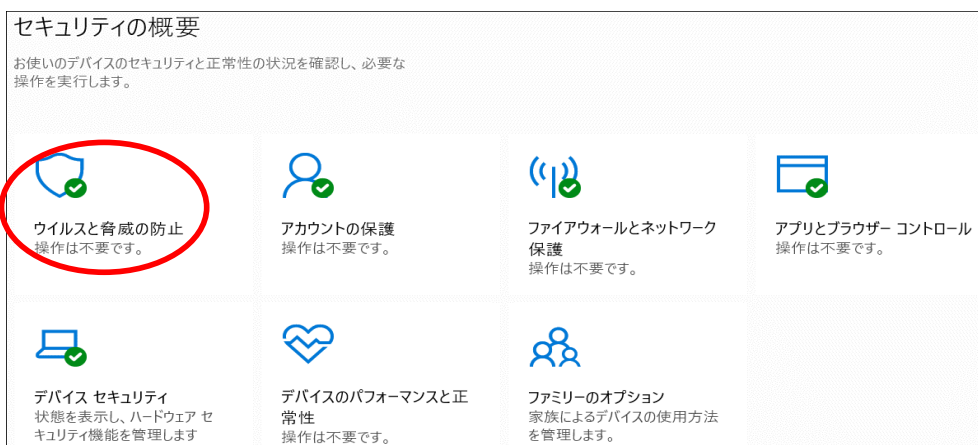 セキュリティの概要
お使いのデバイスのセキュリティと正常性の状況を確認し、必要な
操作を実行します。
ウイルスと脅威の防止
操作は不要です。
アカウントの保護
操作は不要です。
ファイアウォールとネットワーク
保護
操作は不要です。
アプリとブラウザー コントロール
操作は不要です。
デバイス セキュリティ
状態を表示し、ハードウェア セ
キュリティ機能を管理します
デバイスのパフォーマンスと正
常性
操作は不要です。
ファミリーのオプション
家族によるデバイスの使用方法
を管理します。